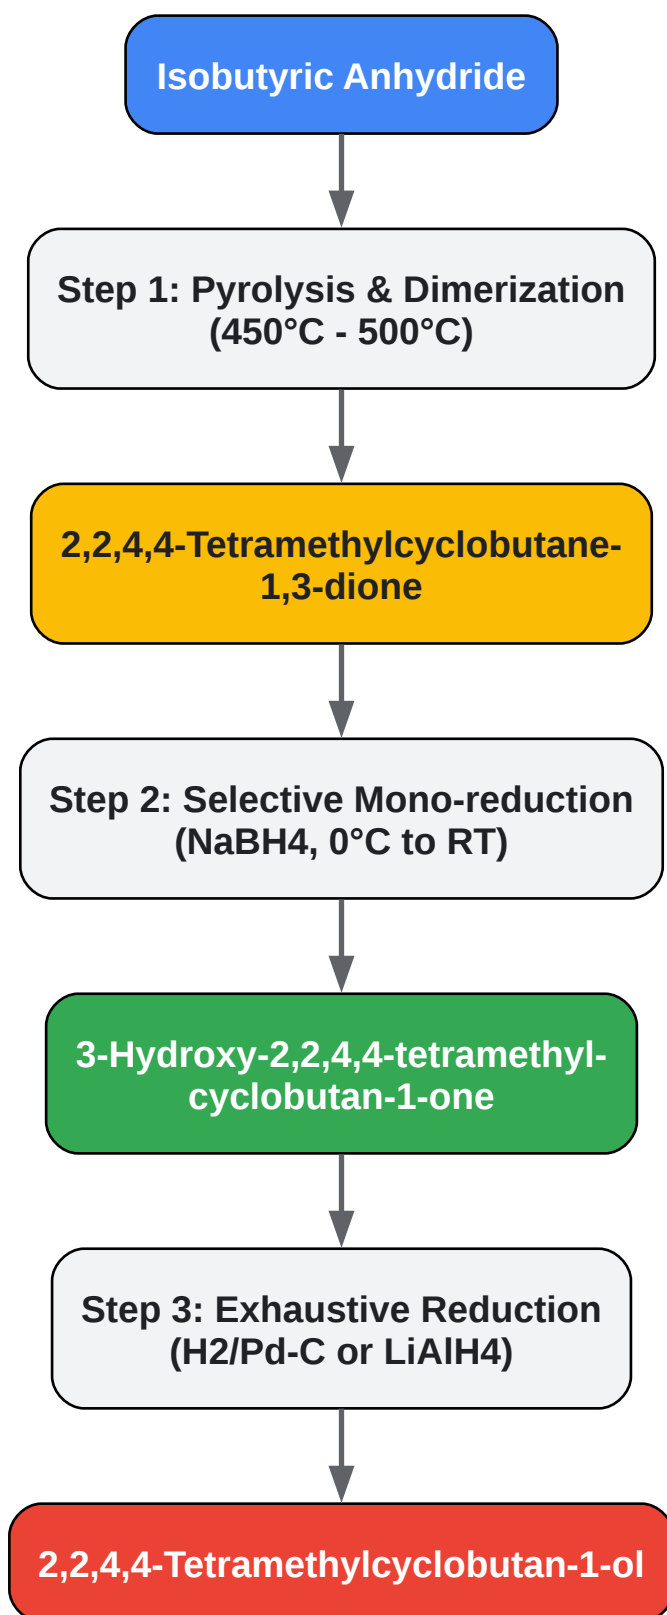 Isobutyric Anhydride
Step 1: Pyrolysis & Dimerization
(450°C - 500°C)
2,2,4,4-Tetramethylcyclobutane-
1,3-dione
Step 2: Selective Mono-reduction
(NaBH4, 0°C to RT)
3-Hydroxy-2,2,4,4-tetramethyl-
cyclobutan-1-one
Step 3: Exhaustive Reduction
(H2/Pd-C or LiAlH4)
2,2,4,4-Tetramethylcyclobutan-1-ol